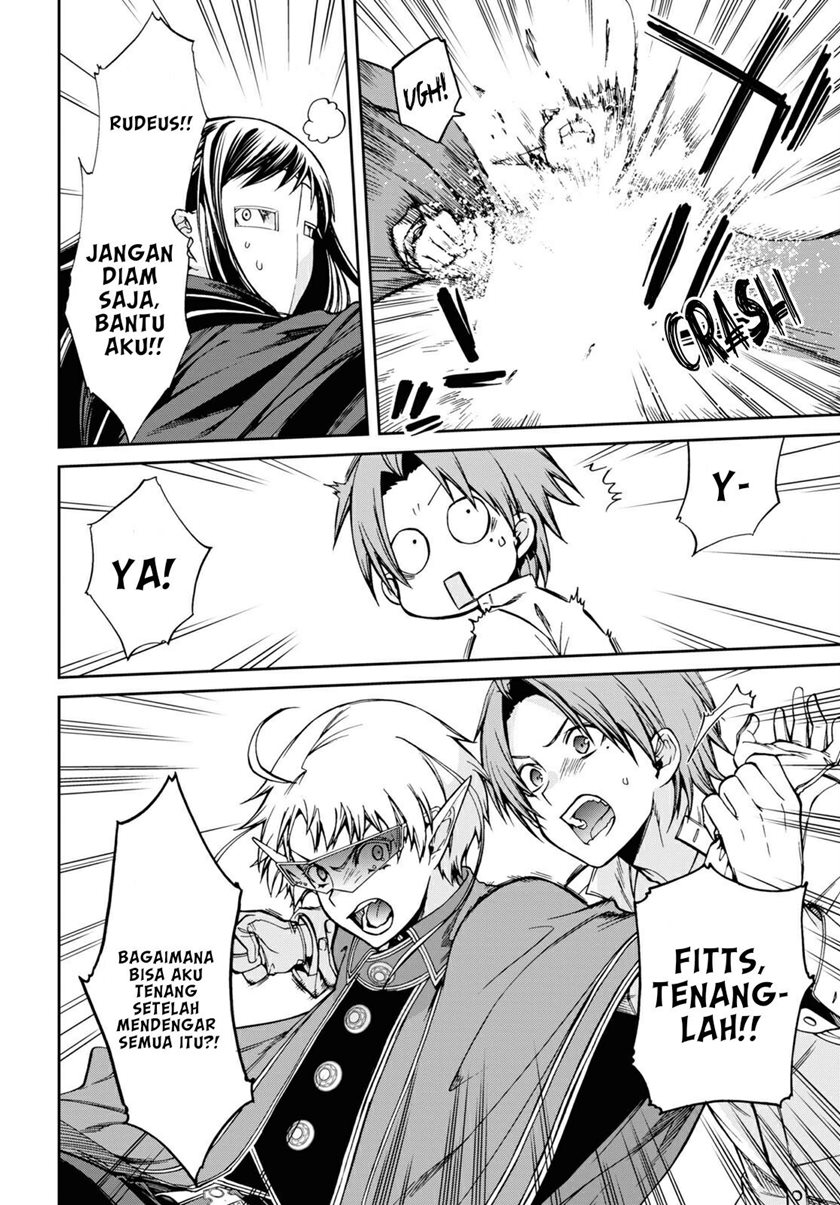 UGH!
CRASH
RUDEUS!!
JANGAN
DIAM
SAJA,
BANTU
AKU!!
Y-
YA!
FITTS,
TENANG-
LAH!!
BAGAIMANA
BISA AKU
TENANG
SETELAH
MENDENGAR
SEMUA ITU?!